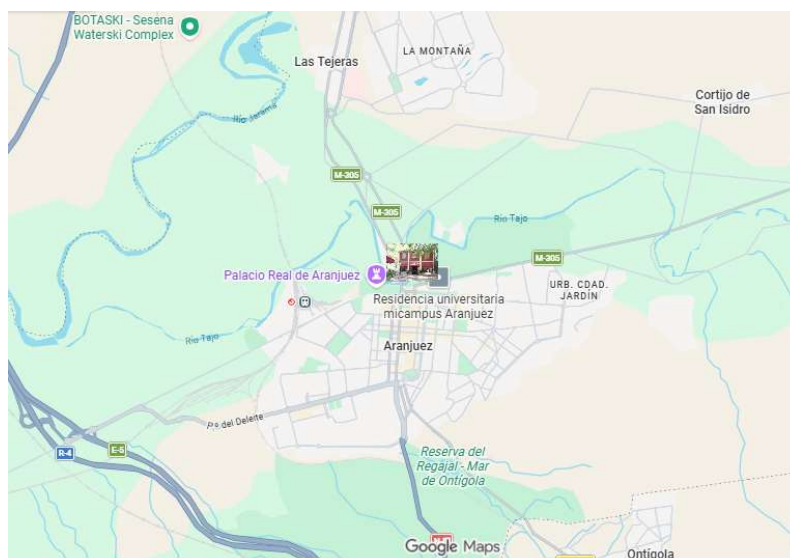 BOTASKI - Sesena
Waterski Complex
LA MONTAÑA
Las Tejeras
Cortijo de
San Isidro
Río Jarama
M-305
M-305
Río Tajo
M-305
Palacio Real de Aranjuez
URB. CDAD.
JARDÍN
Residencia universitaria
micampus Aranjuez
Río Tajo
Aranjuez
P.º del Deleite
Reserva del
Regajal - Mar
de Ontígola
E-5
R-4
Google Maps
Ontígola